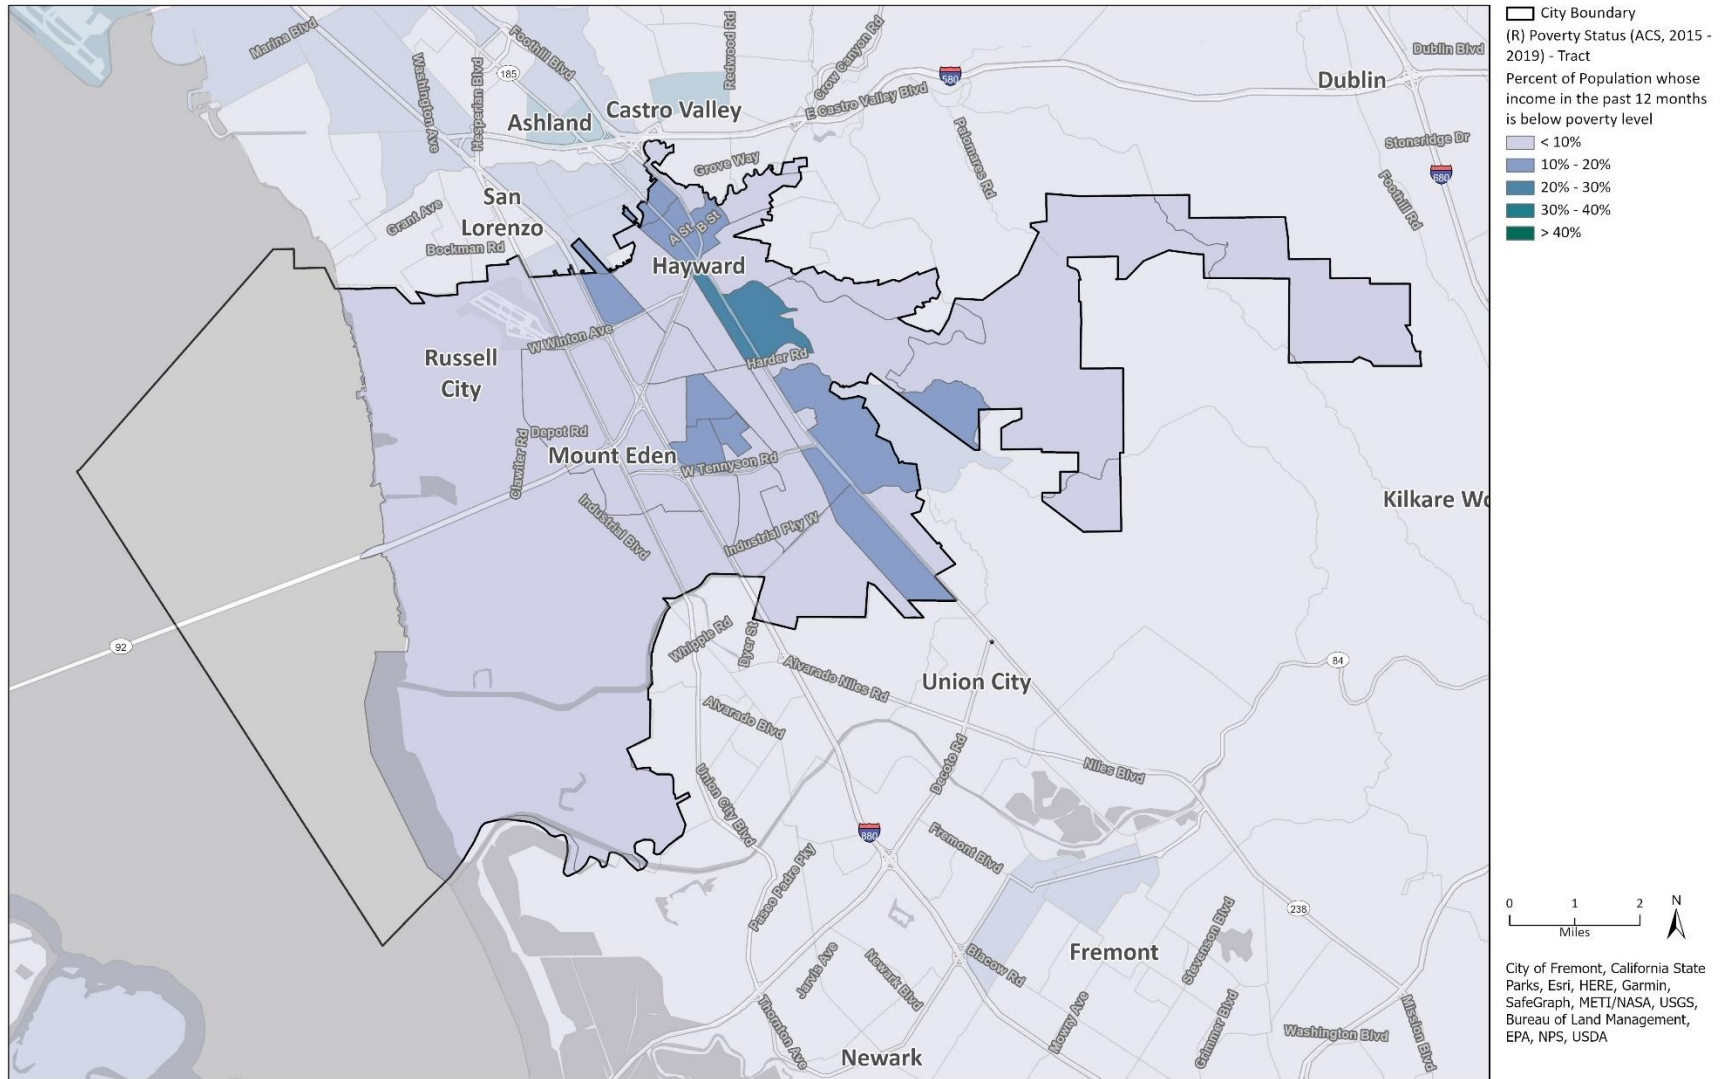 City Boundary
(R) Poverty Status (ACS, 2015 -
2019) - Tract
Percent of Population whose
income in the past 12 months
is below poverty level
< 10%
10% - 20%
20% - 30%
30% - 40%
> 40%
Marina Blvd
Washington Ave
Hesperian Blvd
185
Foothill Blvd
Redwood Rd
Crow Canyon Rd
E Castro Valley Blvd
580
Dublin
Dublin Blvd
Stoneridge Dr
680
Foothill Rd
Palomares Rd
Castro Valley
Ashland
Grove Way
San
Lorenzo
Grant Ave
Bockman Rd
A St
B St
Hayward
W Winton Ave
Russell
City
Harder Rd
Depot Rd
Clawiter Rd
Mount Eden
W Tennyson Rd
Industrial Blvd
Industrial Pky W
Kilkare Wo
92
Whipple Rd
Dyer St
Alvarado Niles Rd
Union City
84
Alvarado Blvd
Union City Blvd
Decoto Rd
Niles Blvd
880
Fremont Blvd
Paseo Padre Pky
238
Fremont
Stevenson Blvd
Blacow Rd
Jarvis Ave
Newark Blvd
Mowry Ave
Grimmer Blvd
Washington Blvd
Mission Blvd
Thornton Ave
Newark
0 1 2
Miles
N
City of Fremont, California State
Parks, Esri, HERE, Garmin,
SafeGraph, METI/NASA, USGS,
Bureau of Land Management,
EPA, NPS, USDA